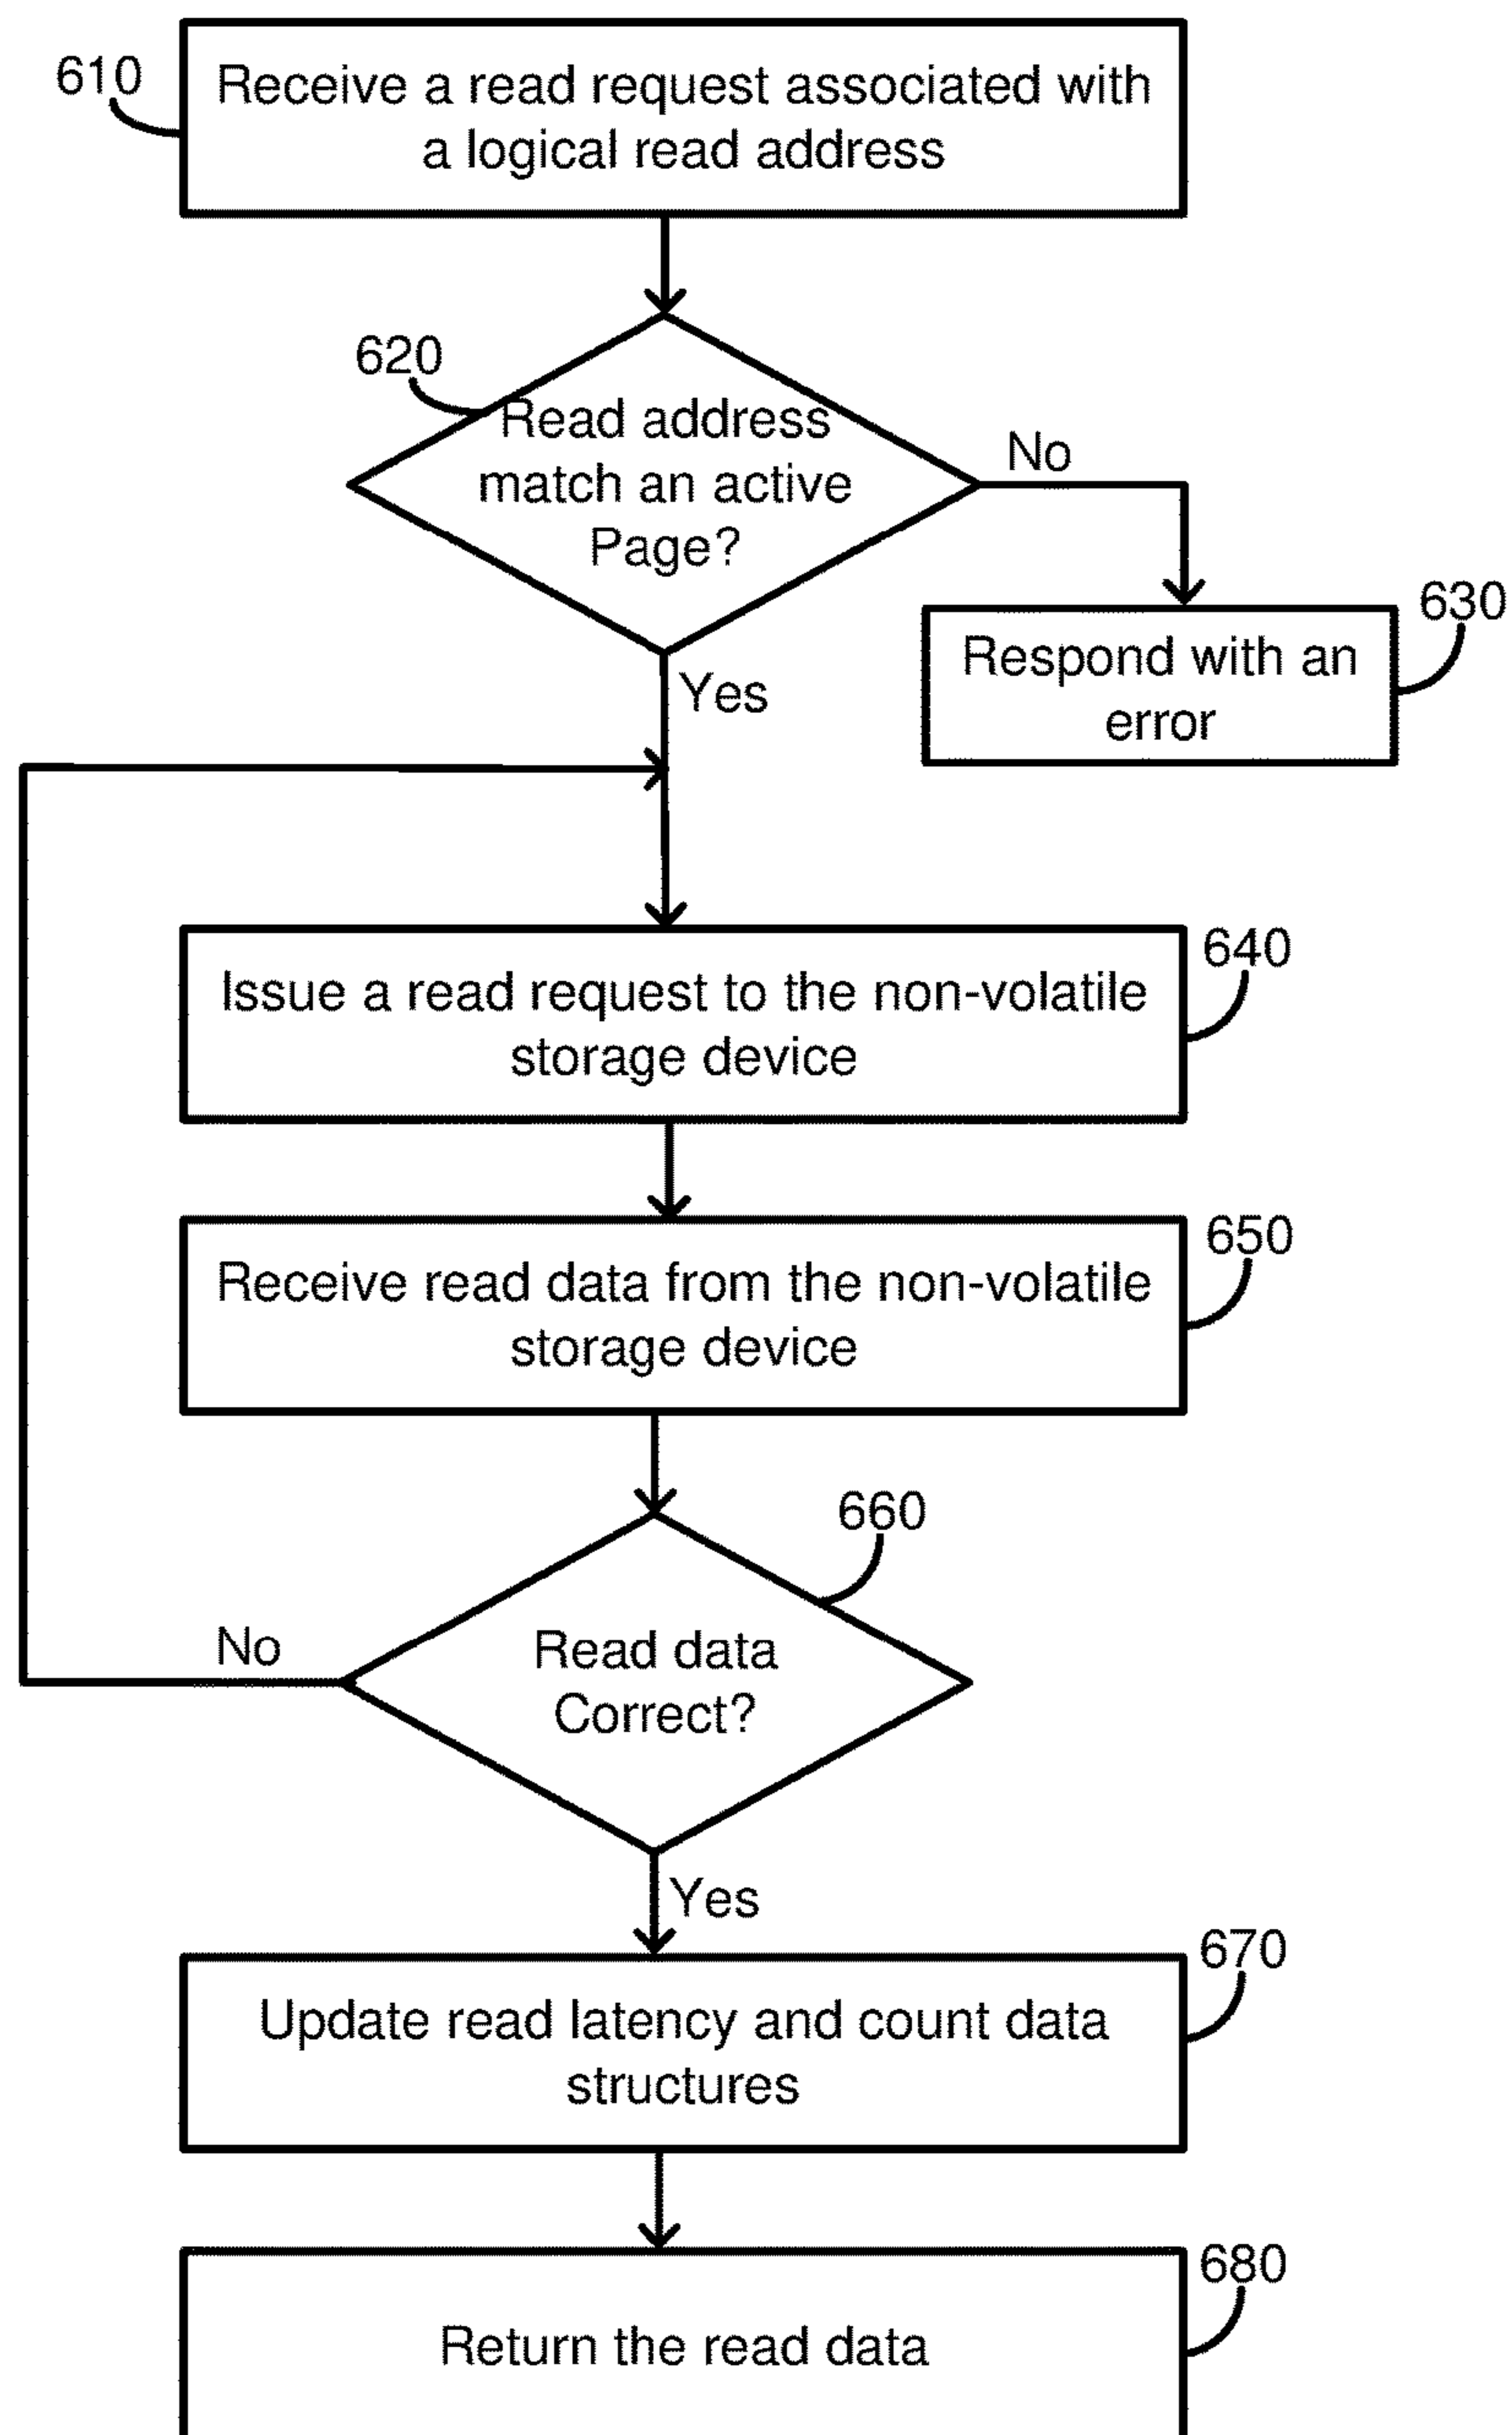 610
Receive a read request associated with
a logical read address
620
Read address
match an active
Page?
No
630
Respond with an
error
Yes
640
Issue a read request to the non-volatile
storage device
650
Receive read data from the non-volatile
storage device
660
No
Read data
Correct?
Yes
670
Update read latency and count data
structures
680
Return the read data